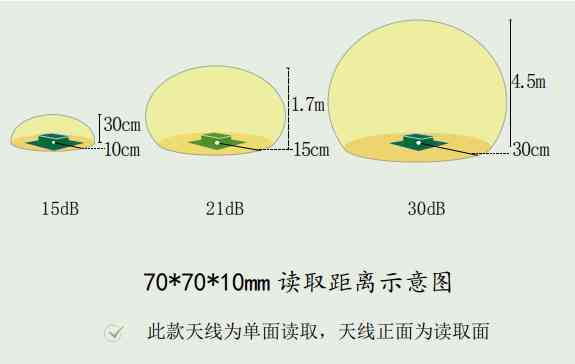 30cm
10cm
1.7m
15cm
4.5m
30cm
15dB
21dB
30dB
70*70*10mm 读取距离示意图
此款天线为单面读取，天线正面为读取面